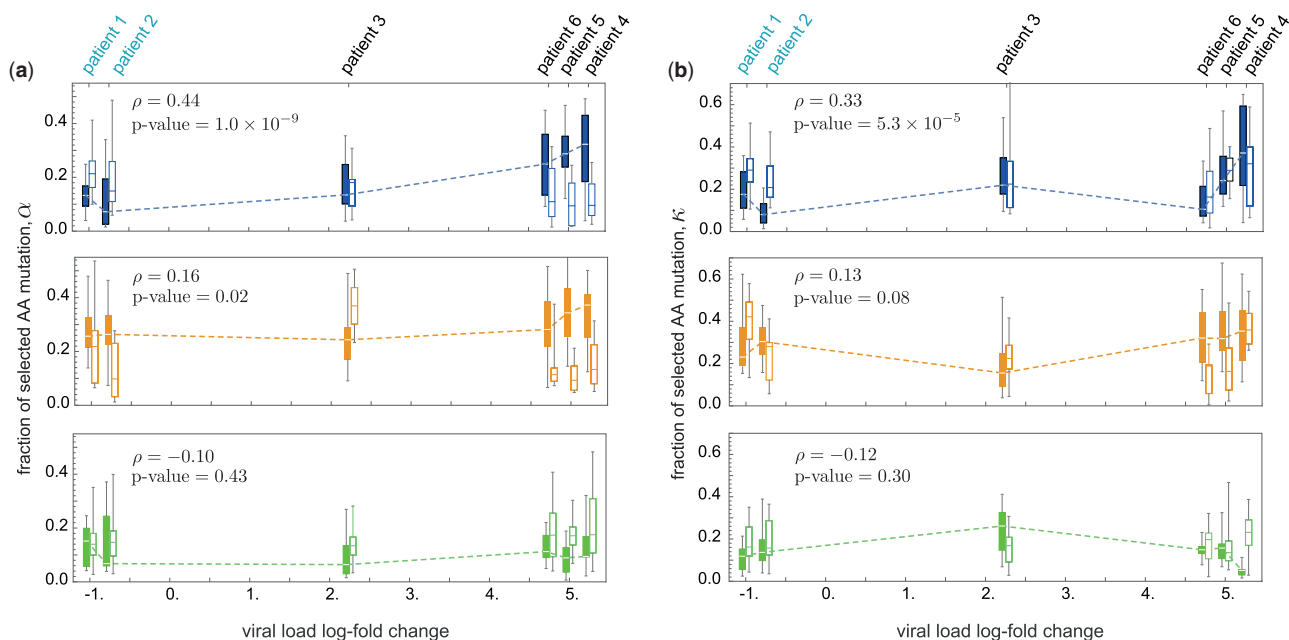 patient 1
patient 2
patient 3
patient 6
patient 5
patient 4
(a)
ρ = 0.44
p-value = 1.0 × 10⁻⁹
0.4
0.2
0.0
ρ = 0.16
p-value = 0.02
0.4
0.2
0.0
ρ = −0.10
p-value = 0.43
0.4
0.2
0.0
-1. 0. 1. 2. 3. 4. 5.
fraction of selected AA mutation, α
viral load log-fold change
patient 1
patient 2
patient 3
patient 6
patient 5
patient 4
(b)
ρ = 0.33
p-value = 5.3 × 10⁻⁵
0.6
0.4
0.2
0.0
ρ = 0.13
p-value = 0.08
0.6
0.4
0.2
0.0
ρ = −0.12
p-value = 0.30
0.6
0.4
0.2
0.0
-1. 0. 1. 2. 3. 4. 5.
fraction of selected AA mutation, κ
viral load log-fold change